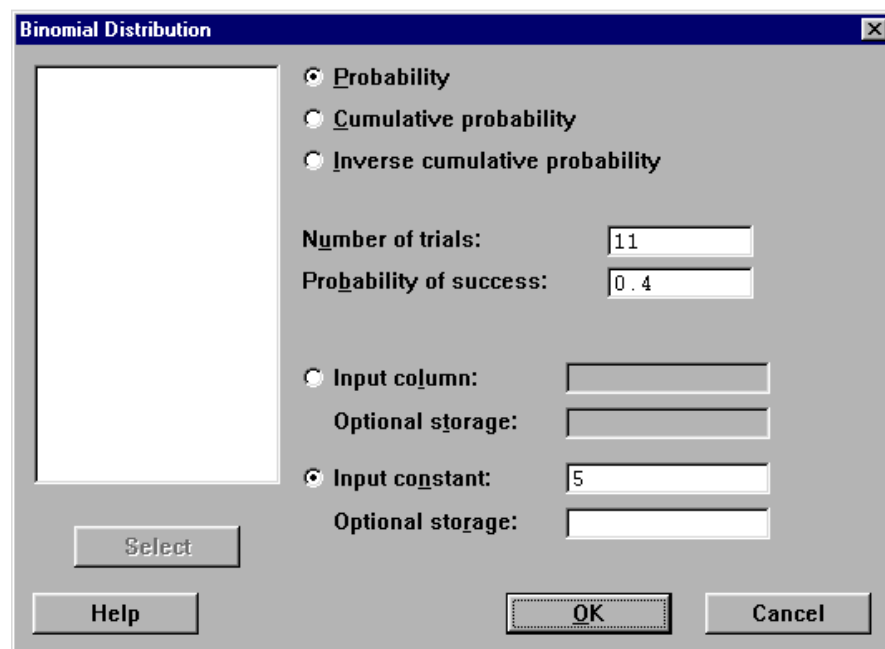 Binomial Distribution
Probability
Cumulative probability
Inverse cumulative probability
Number of trials: 11
Probability of success: 0.4
Input column:
Optional storage:
Input constant: 5
Optional storage:
Select
Help OK Cancel